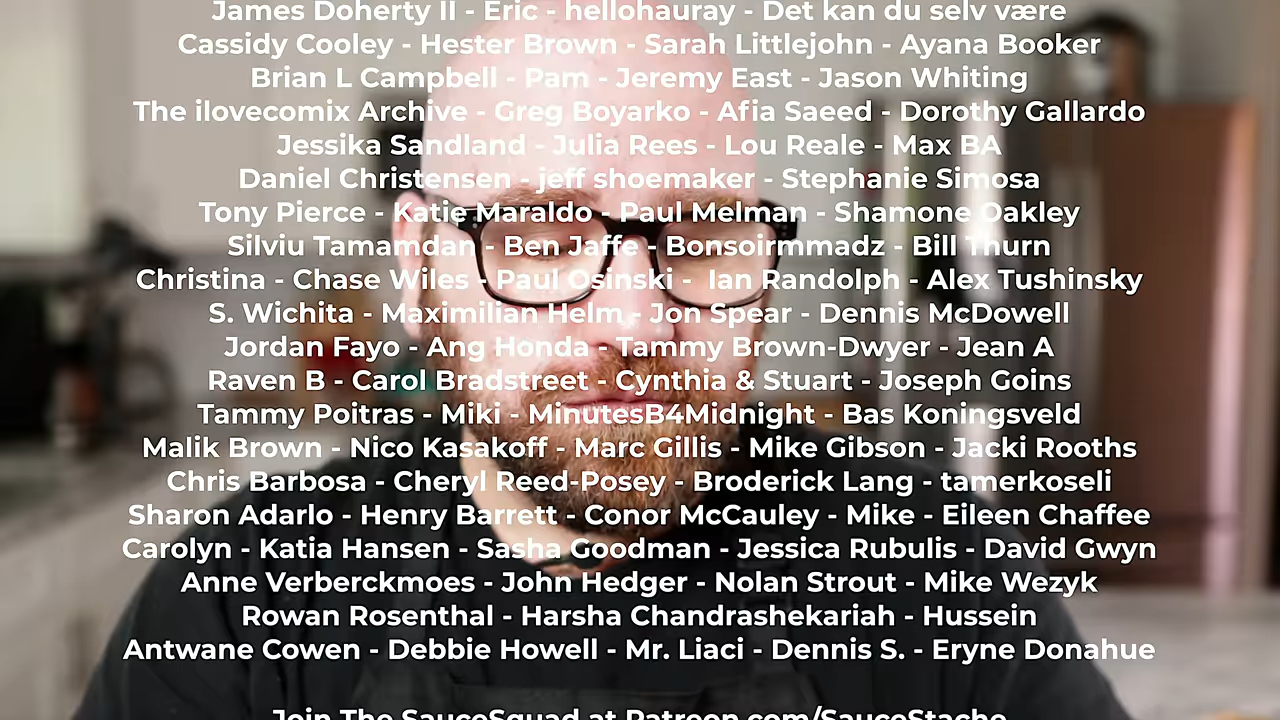 James Doherty II - Eric - hellohauray - Det kan du selv være
Cassidy Cooley - Hester Brown - Sarah Littlejohn - Ayana Booker
Brian L Campbell - Pam - Jeremy East - Jason Whiting
The ilovecomix Archive - Greg Boyarko - Afia Saeed - Dorothy Gallardo
Jessika Sandland - Julia Rees - Lou Reale - Max BA
Daniel Christensen - jeff shoemaker - Stephanie Simosa
Tony Pierce - Katie Maraldo - Paul Melman - Shamone Oakley
Silviu Tamamdan - Ben Jaffe - Bonsoirmmadz - Bill Thurn
Christina - Chase Wiles - Paul Osinski - Ian Randolph - Alex Tushinsky
S. Wichita - Maximilian Helm - Jon Spear - Dennis McDowell
Jordan Fayo - Ang Honda - Tammy Brown-Dwyer - Jean A
Raven B - Carol Bradstreet - Cynthia & Stuart - Joseph Goins
Tammy Poitras - Miki - MinutesB4Midnight - Bas Koningsveld
Malik Brown - Nico Kasakoff - Marc Gillis - Mike Gibson - Jacki Rooths
Chris Barbosa - Cheryl Reed-Posey - Broderick Lang - tamerkoseli
Sharon Adarlo - Henry Barrett - Conor McCauley - Mike - Eileen Chaffee
Carolyn - Katia Hansen - Sasha Goodman - Jessica Rubulis - David Gwyn
Anne Verberckmoes - John Hedger - Nolan Strout - Mike Wezyk
Rowan Rosenthal - Harsha Chandrashekariah - Hussein
Antwane Cowen - Debbie Howell - Mr. Liaci - Dennis S. - Eryne Donahue
Join The SauceSquad at Patreon.com/SauceStache